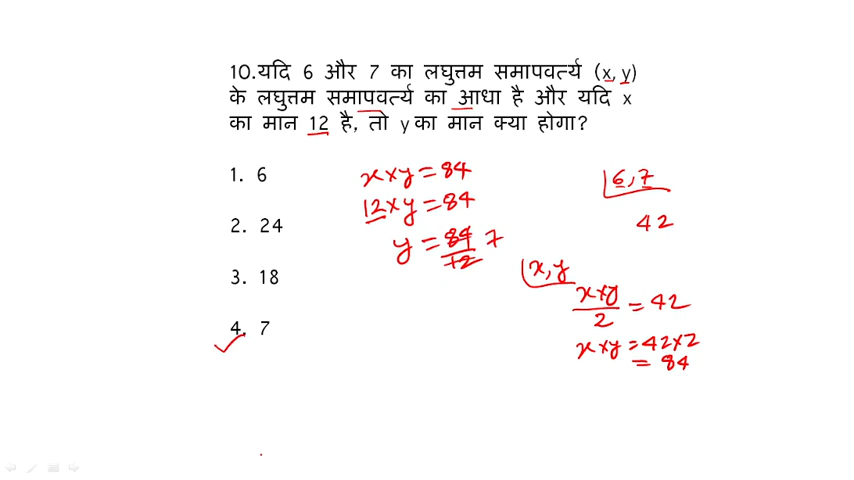 10.यदि 6 और 7 का लघुत्तम समापवर्त्य (x, y)
के लघुत्तम समापवर्त्य का आधा है और यदि x
का मान 12 है, तो y का मान क्या होगा?
1. 6
2. 24
3. 18
4. 7
x×y = 84
12×y = 84
y = 84/12 7
6, 7
42
x, y
x×y/2 = 42
x×y = 42×2
= 84